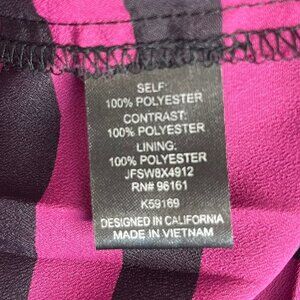 SELF:
100% POLYESTER
CONTRAST:
100% POLYESTER
LINING:
100% POLYESTER
JFSW8X4912
RN# 96161
K59169
DESIGNED IN CALIFORNIA
MADE IN VIETNAM